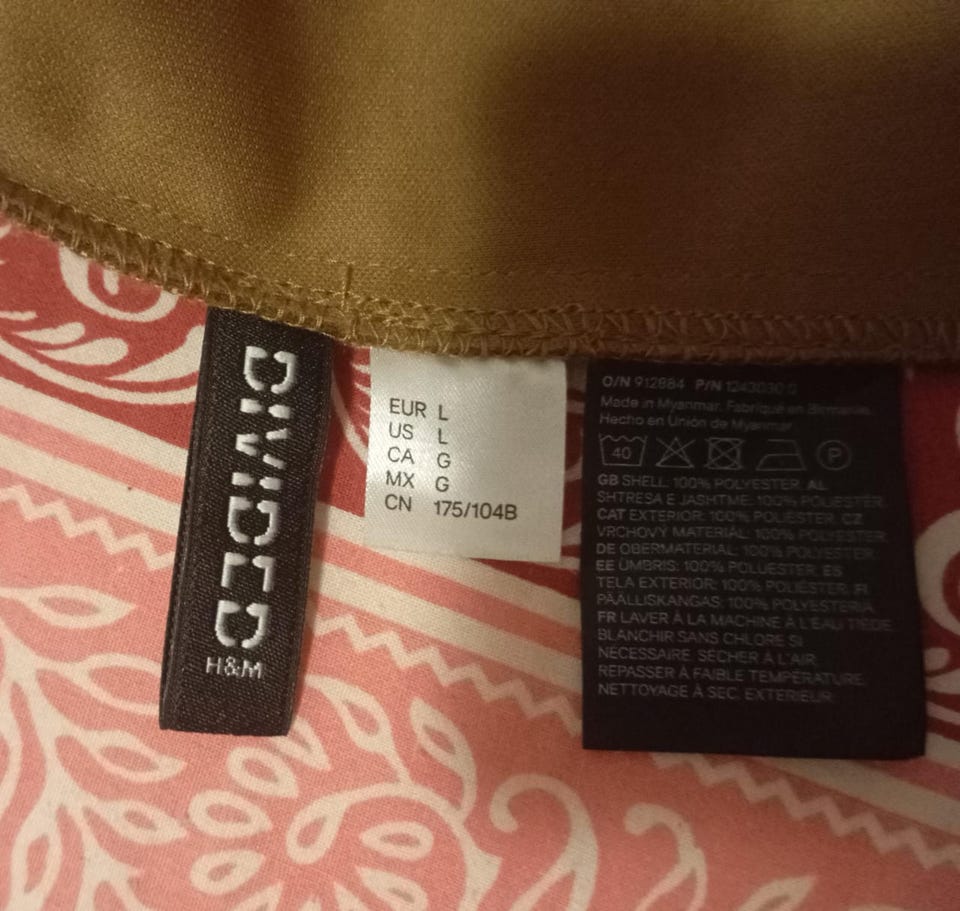 DIVIDED
H&M
EUR L
US L
CA G
MX G
CN 175/104B
O/N 912884 P/N 1243030
Made in Myanmar, Fabriqué en Birmanie,
Hecho en Unión de Myanmar
40
P
GB SHELL: 100% POLYESTER. AL
SHTRESA E JASHTME: 100% POLIESTËR
CAT EXTERIOR: 100% POLIÈSTER. CZ
VRCHOVÝ MATERIÁL: 100% POLYESTER.
DE OBERMATERIAL: 100% POLYESTER.
EE ÜMBRIS: 100% POLÜESTER. ES
TELA EXTERIOR: 100% POLIÉSTER. FI
PÄÄLLISKANGAS: 100% POLYESTERIA
FR LAVER À LA MACHINE À L'EAU TIÈDE.
BLANCHIR SANS CHLORE SI
NÉCESSAIRE. SÉCHER À L'AIR.
REPASSER À FAIBLE TEMPÉRATURE.
NETTOYAGE À SEC. EXTÉRIEUR: